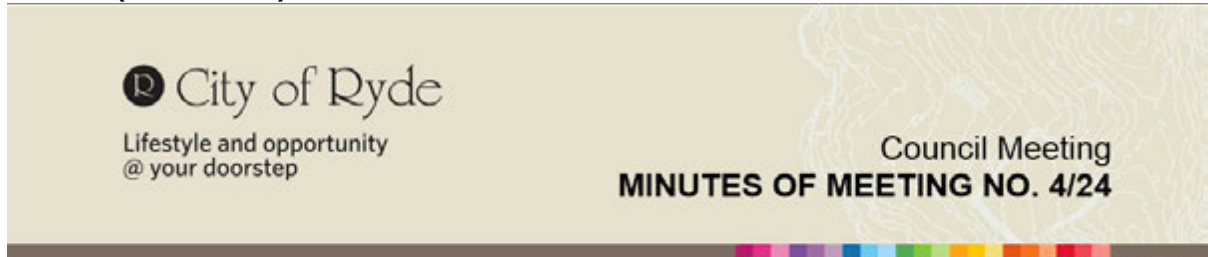 R City of Ryde
Lifestyle and opportunity
@ your doorstep
Council Meeting
MINUTES OF MEETING NO. 4/24